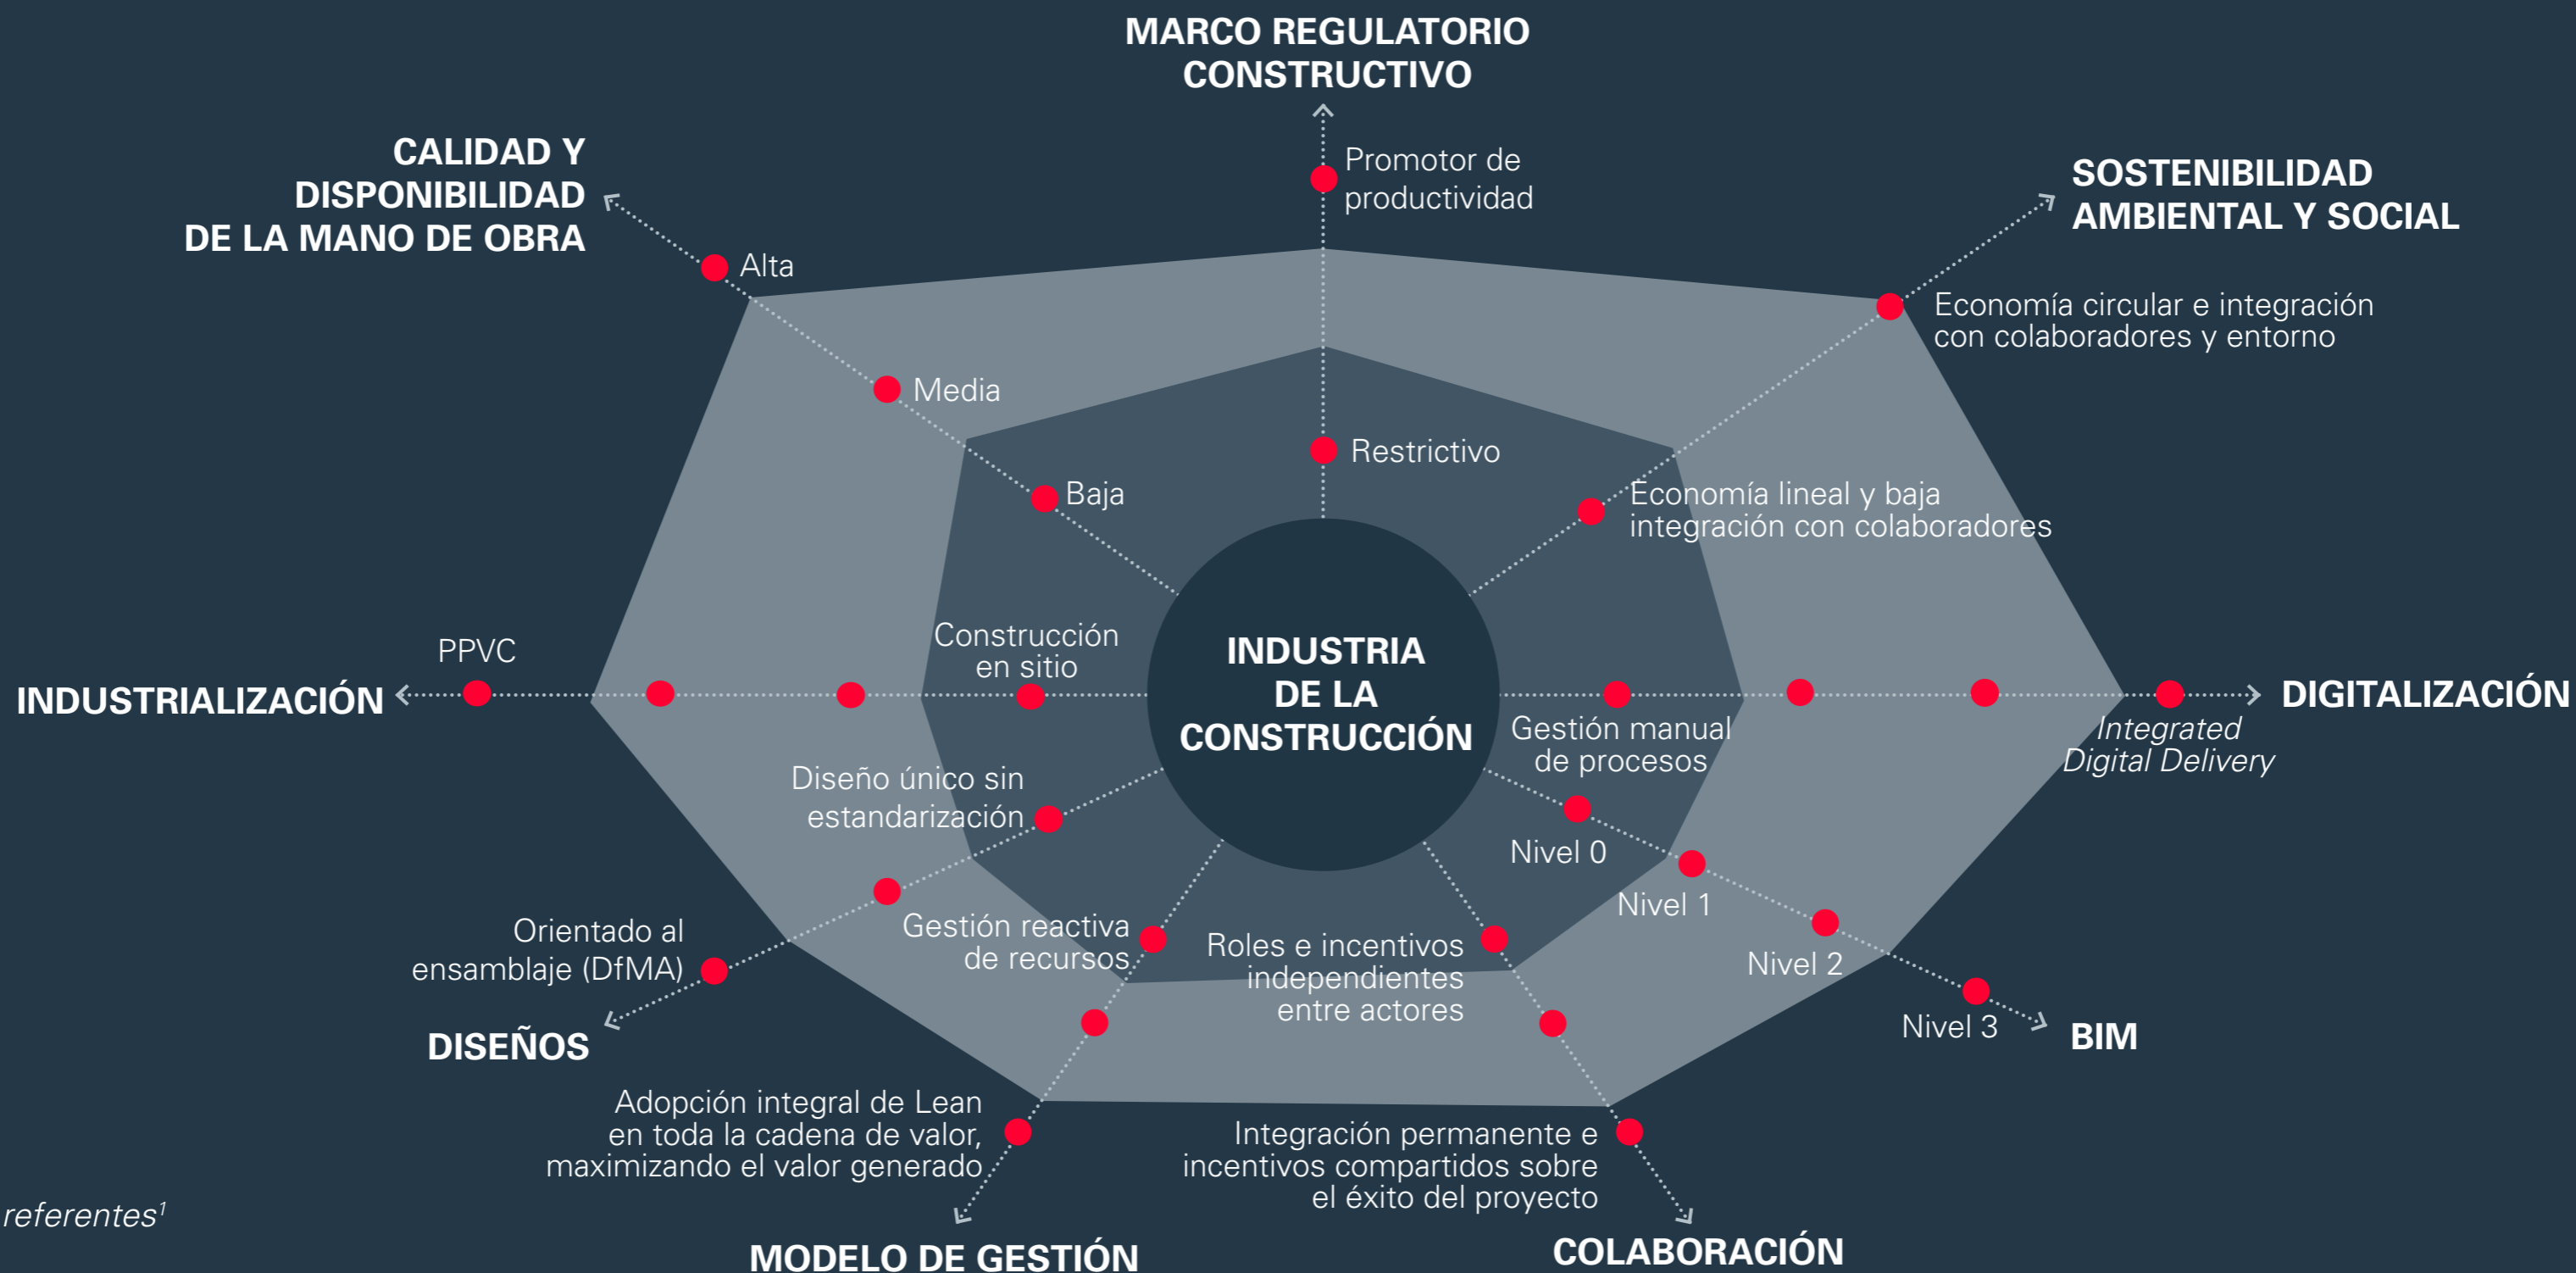 MARCO REGULATORIO
CONSTRUCTIVO
Promotor de
productividad
Restrictivo
CALIDAD Y
DISPONIBILIDAD
DE LA MANO DE OBRA
Alta
Media
Baja
SOSTENIBILIDAD
AMBIENTAL Y SOCIAL
Economía circular e integración
con colaboradores y entorno
Economía lineal y baja
integración con colaboradores
INDUSTRIALIZACIÓN
PPVC
Construcción
en sitio
INDUSTRIA
DE LA
CONSTRUCCIÓN
Gestión manual
de procesos
Integrated
Digital Delivery
DIGITALIZACIÓN
Diseño único sin
estandarización
Orientado al
ensamblaje (DfMA)
DISEÑOS
Nivel 0
Nivel 1
Nivel 2
Nivel 3
BIM
Gestión reactiva
de recursos
Adopción integral de Lean
en toda la cadena de valor,
maximizando el valor generado
MODELO DE GESTIÓN
Roles e incentivos
independientes
entre actores
Integración permanente e
incentivos compartidos sobre
el éxito del proyecto
COLABORACIÓN
referentes¹